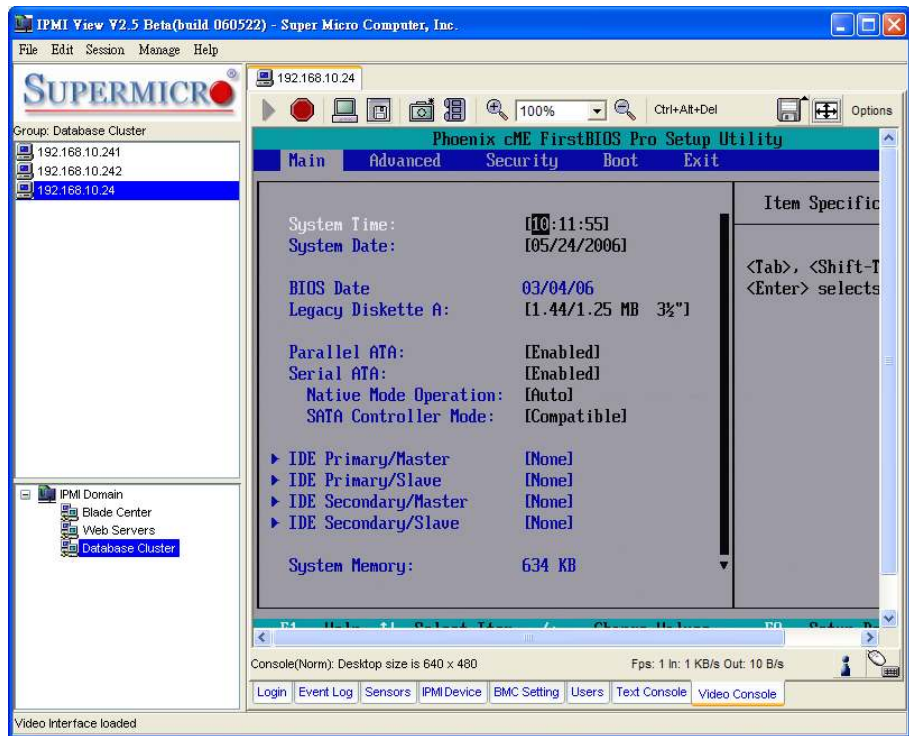 IPMI View V2.5 Beta(build 060522) - Super Micro Computer, Inc.
File Edit Session Manage Help
SUPERMICRO®
Group: Database Cluster
192.168.10.241
192.168.10.242
192.168.10.24
IPMI Domain
Blade Center
Web Servers
Database Cluster
192.168.10.24
100%
Ctrl+Alt+Del
Options
Phoenix cME FirstBIOS Pro Setup Utility
Main Advanced Security Boot Exit
System Time: [10:11:55]
System Date: [05/24/2006]
BIOS Date 03/04/06
Legacy Diskette A: [1.44/1.25 MB 3½"]
Parallel ATA: [Enabled]
Serial ATA: [Enabled]
Native Mode Operation: [Auto]
SATA Controller Mode: [Compatible]
IDE Primary/Master [None]
IDE Primary/Slave [None]
IDE Secondary/Master [None]
IDE Secondary/Slave [None]
System Memory: 634 KB
Item Specific
<Tab>, <Shift-T
<Enter> selects
Console(Norm): Desktop size is 640 x 480
Fps: 1 In: 1 KB/s Out: 10 B/s
Login Event Log Sensors IPMI Device BMC Setting Users Text Console Video Console
Video Interface loaded